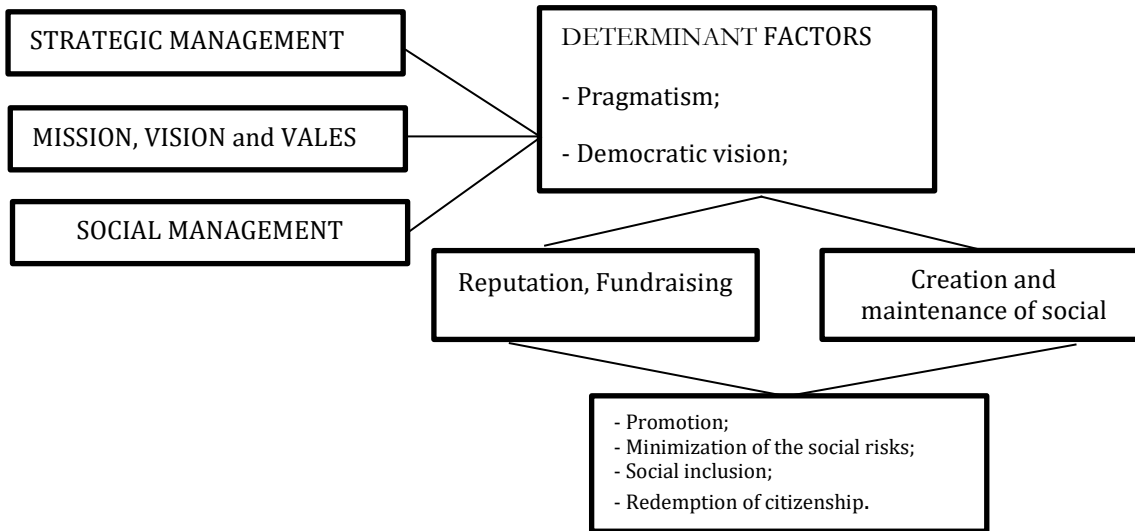 STRATEGIC MANAGEMENT
MISSION, VISION and VALES
SOCIAL MANAGEMENT
DETERMINANT FACTORS
- Pragmatism;
- Democratic vision;
Reputation, Fundraising
Creation and
maintenance of social
- Promotion;
- Minimization of the social risks;
- Social inclusion;
- Redemption of citizenship.